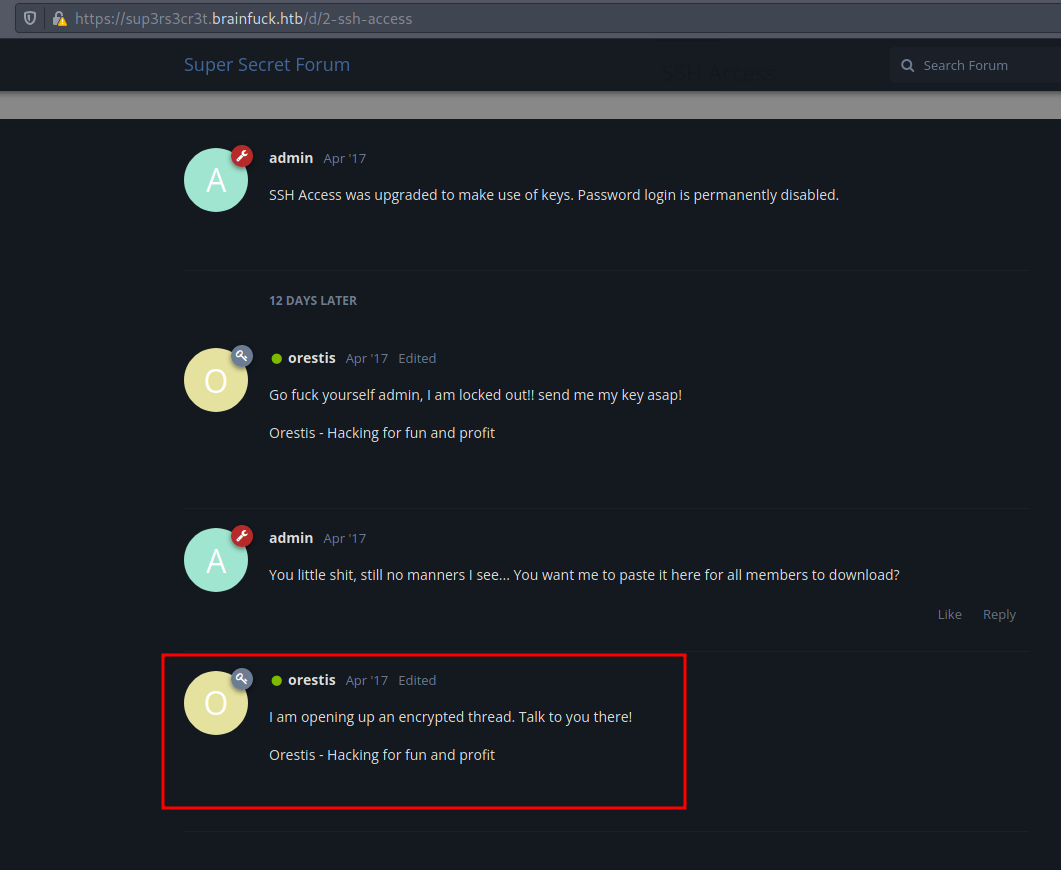 https://sup3rs3cr3t.brainfuck.htb/d/2-ssh-access
Super Secret Forum
SSH Access
Search Forum
A
admin Apr '17
SSH Access was upgraded to make use of keys. Password login is permanently disabled.
12 DAYS LATER
O
orestis Apr '17 Edited
Go fuck yourself admin, I am locked out!! send me my key asap!
Orestis - Hacking for fun and profit
A
admin Apr '17
You little shit, still no manners I see... You want me to paste it here for all members to download?
Like Reply
O
orestis Apr '17 Edited
I am opening up an encrypted thread. Talk to you there!
Orestis - Hacking for fun and profit